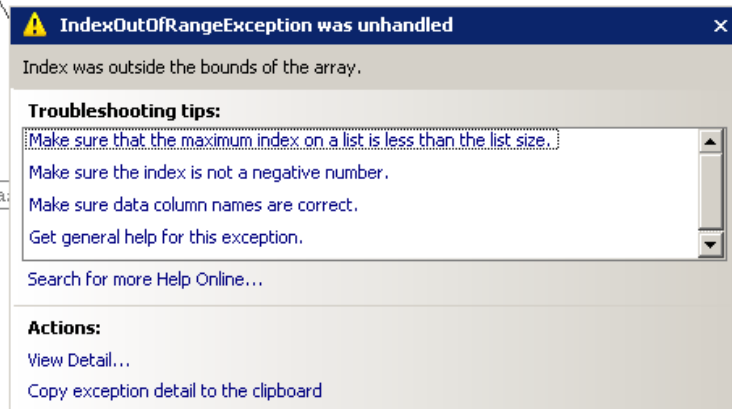 IndexOutOfRangeException was unhandled
Index was outside the bounds of the array.
Troubleshooting tips:
Make sure that the maximum index on a list is less than the list size.
Make sure the index is not a negative number.
Make sure data column names are correct.
Get general help for this exception.
Search for more Help Online...
Actions:
View Detail...
Copy exception detail to the clipboard